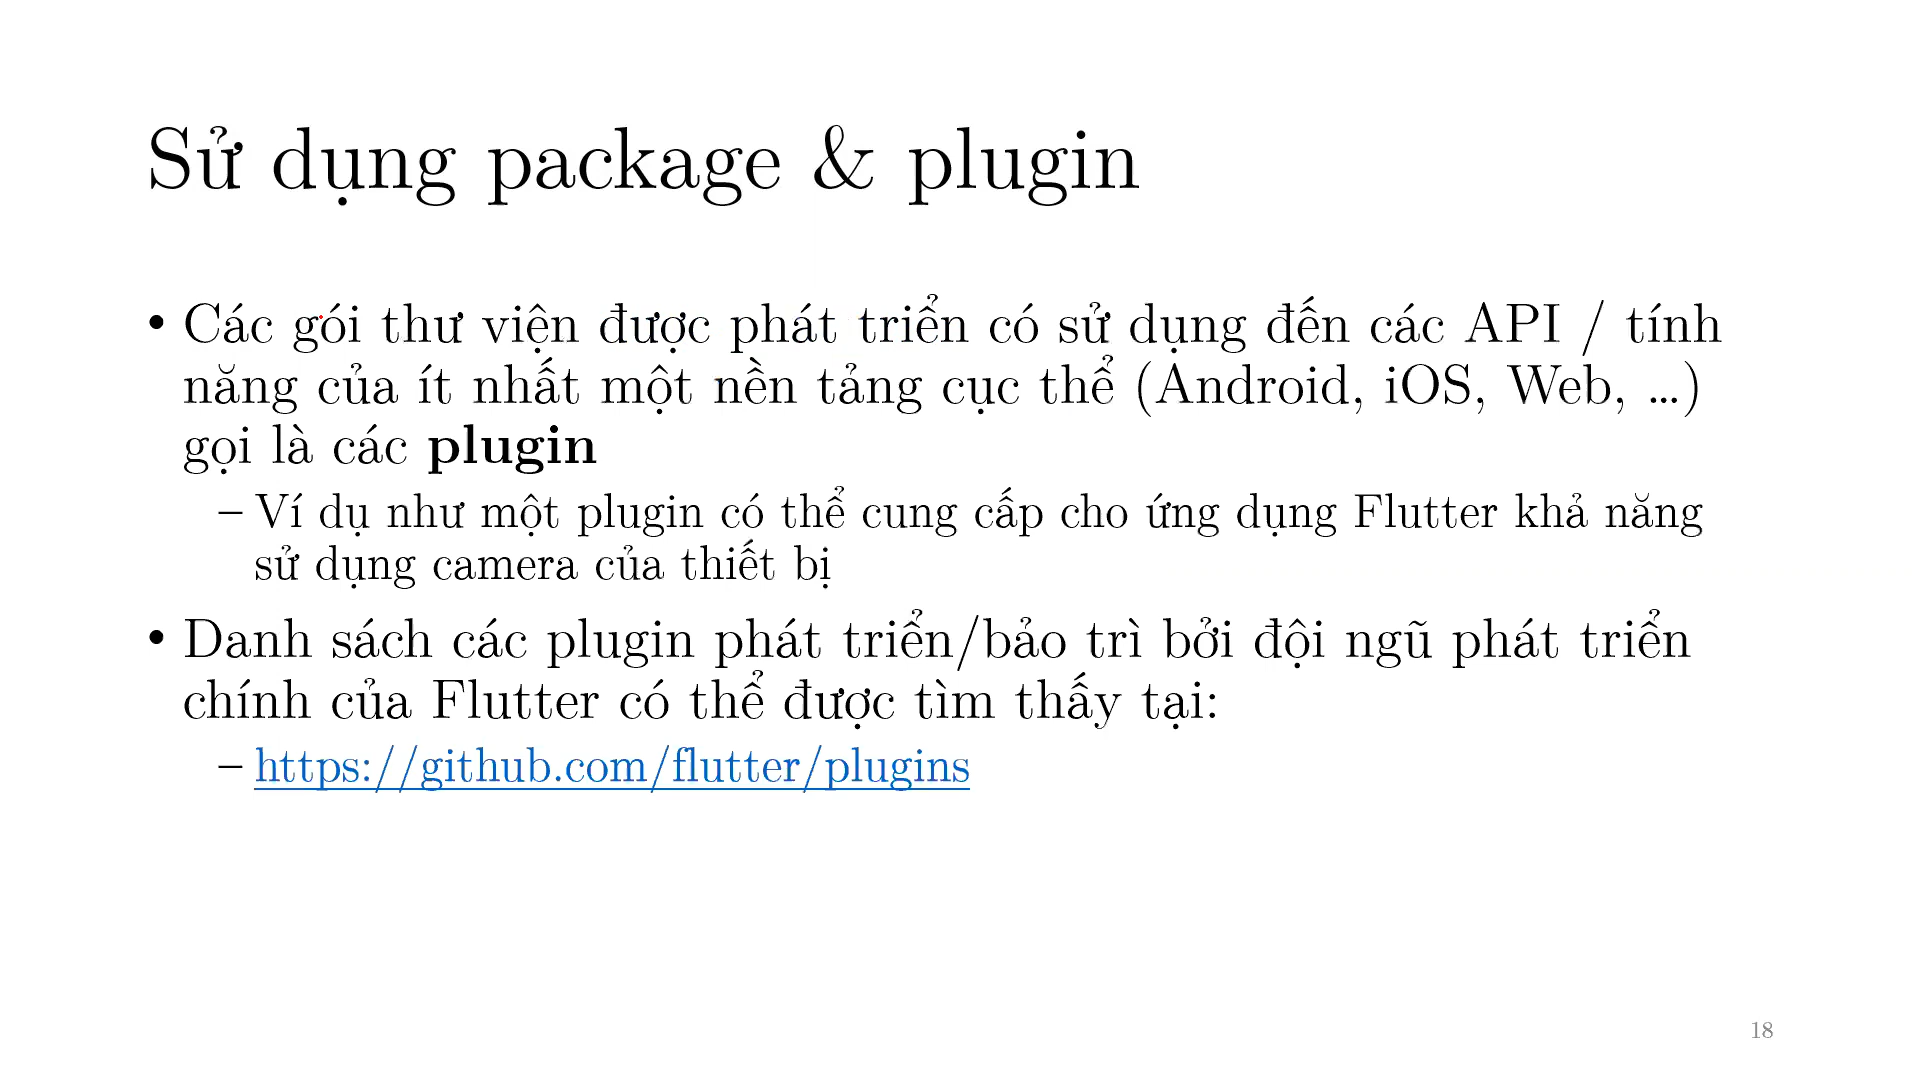 Sử dụng package & plugin
• Các gói thư viện được phát triển có sử dụng đến các API / tính
năng của ít nhất một nền tảng cục thể (Android, iOS, Web, …)
gọi là các plugin
– Ví dụ như một plugin có thể cung cấp cho ứng dụng Flutter khả năng
sử dụng camera của thiết bị
• Danh sách các plugin phát triển/bảo trì bởi đội ngũ phát triển
chính của Flutter có thể được tìm thấy tại:
– https://github.com/flutter/plugins
18